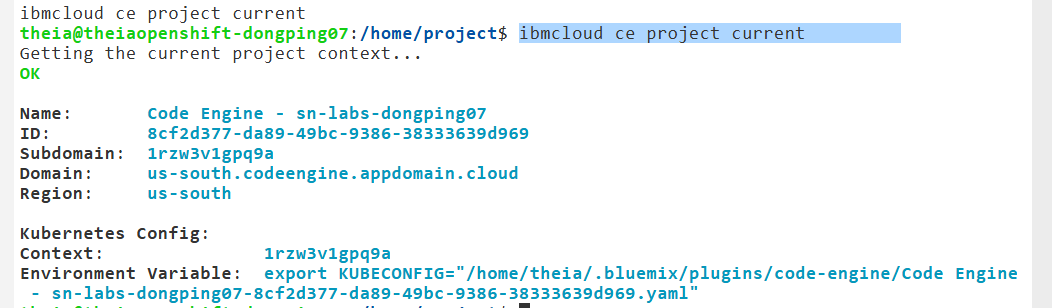 ibmcloud ce project current
theia@theiaopenshift-dongping07:/home/project$ ibmcloud ce project current
Getting the current project context...
OK
Name: Code Engine - sn-labs-dongping07
ID: 8cf2d377-da89-49bc-9386-38333639d969
Subdomain: 1rzw3v1gpq9a
Domain: us-south.codeengine.appdomain.cloud
Region: us-south
Kubernetes Config:
Context: 1rzw3v1gpq9a
Environment Variable: export KUBECONFIG="/home/theia/.bluemix/plugins/code-engine/Code Engine
- sn-labs-dongping07-8cf2d377-da89-49bc-9386-38333639d969.yaml"